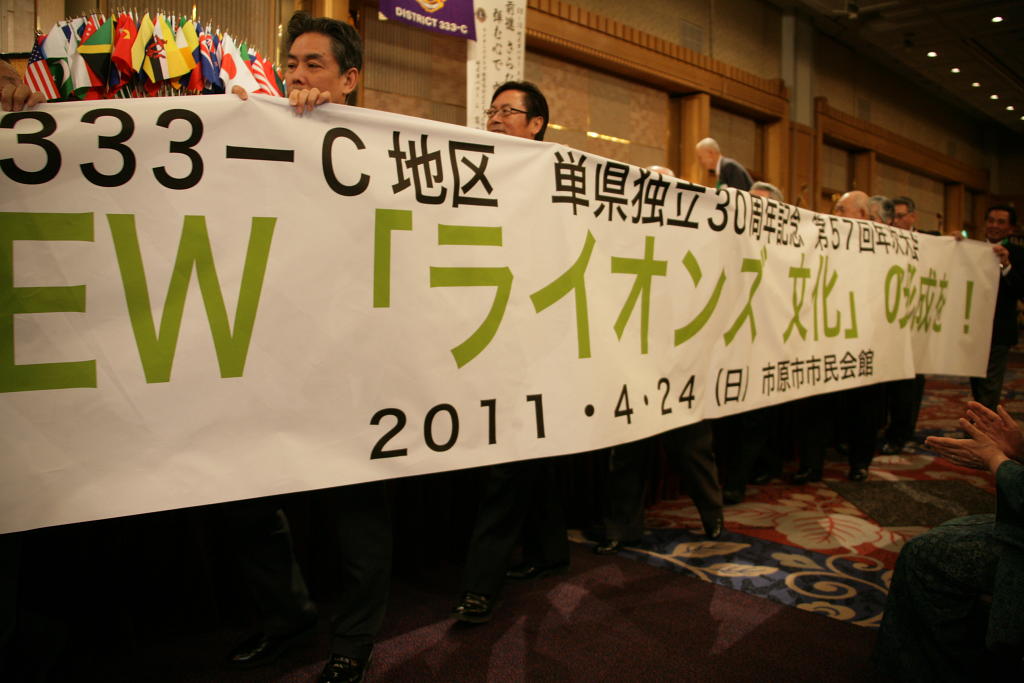 DISTRICT 333-C
333－C地区 単県独立30周年記念 第57回年次大会
EW「ライオンズ 文化」の形成を！
2011・4・24（日）市原市市民会館